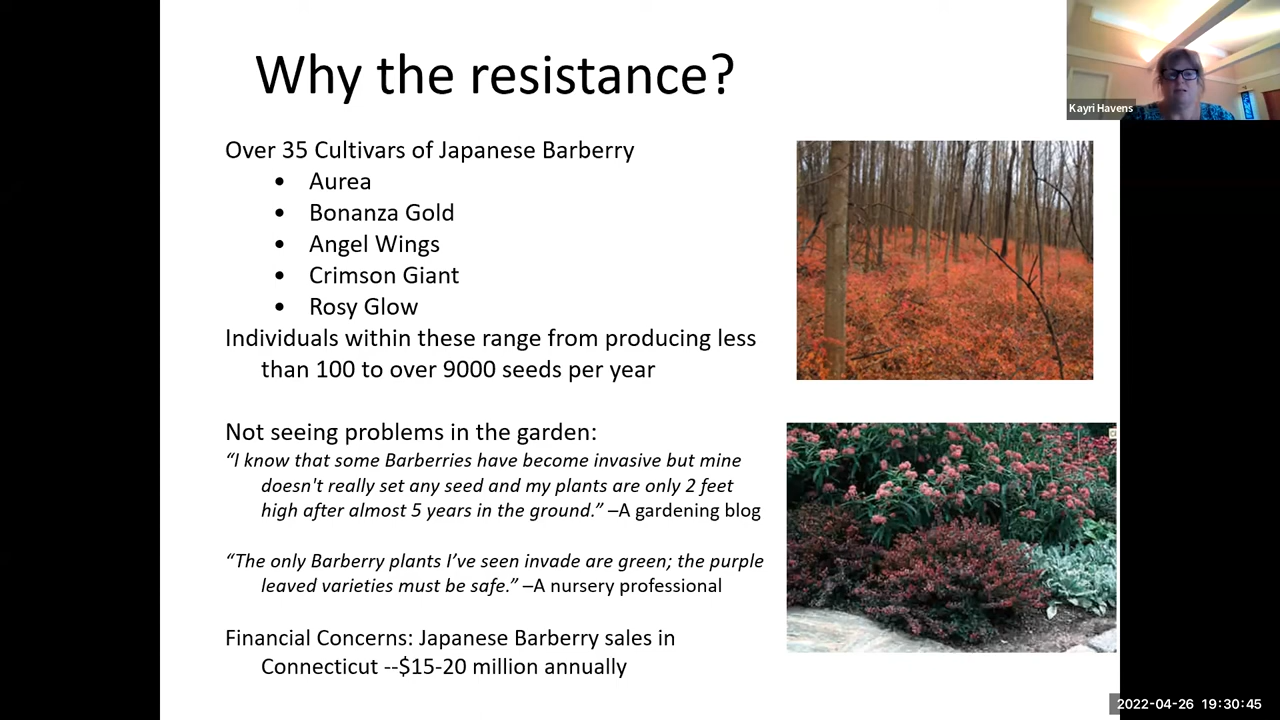 Why the resistance?
Kayri Havens
Over 35 Cultivars of Japanese Barberry
• Aurea
• Bonanza Gold
• Angel Wings
• Crimson Giant
• Rosy Glow
Individuals within these range from producing less
than 100 to over 9000 seeds per year
Not seeing problems in the garden:
“I know that some Barberries have become invasive but mine
doesn't really set any seed and my plants are only 2 feet
high after almost 5 years in the ground.” –A gardening blog
“The only Barberry plants I’ve seen invade are green; the purple
leaved varieties must be safe.” –A nursery professional
Financial Concerns: Japanese Barberry sales in
Connecticut --$15-20 million annually
2022-04-26 19:30:45